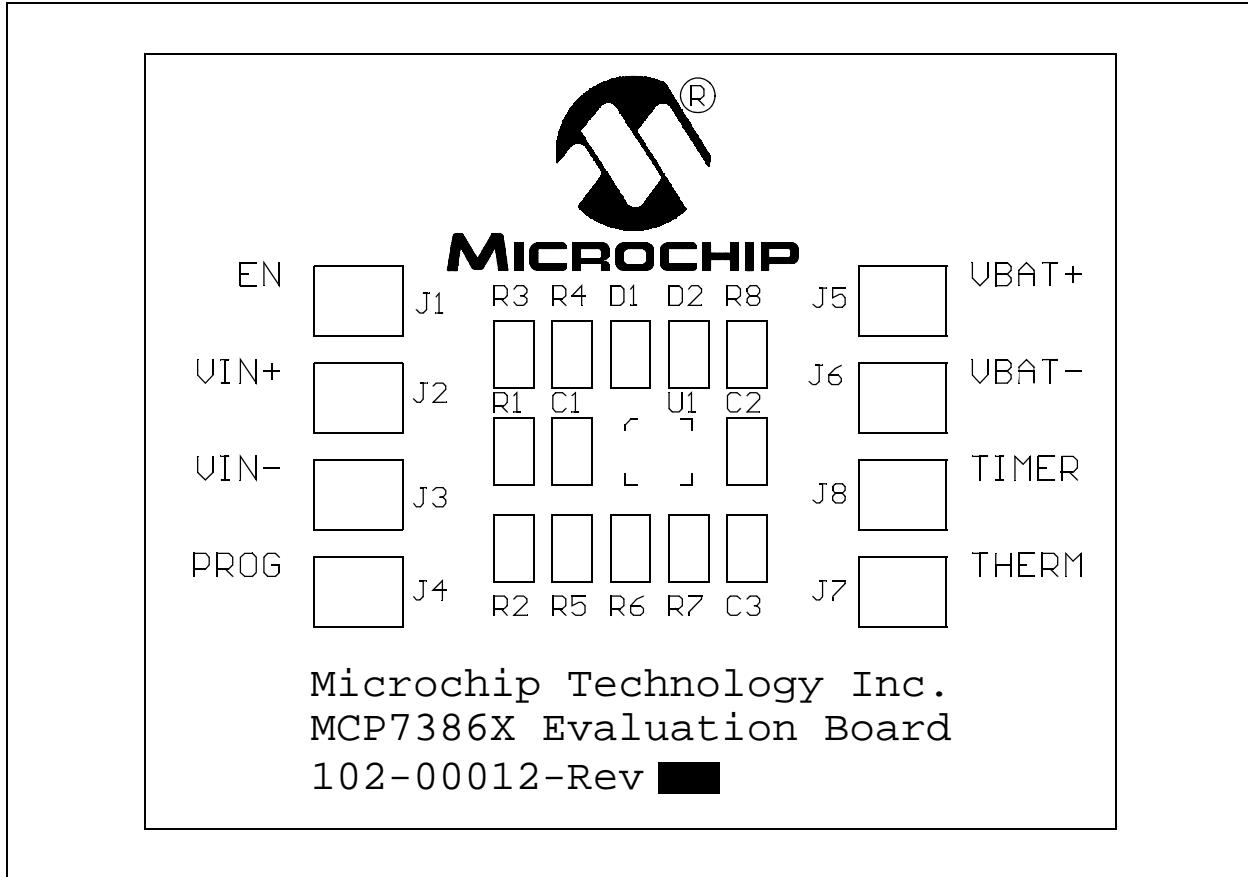 ®
MICROCHIP
EN J1
VIN+ J2
VIN- J3
PROG J4
R3 R4 D1 D2 R8
R1 C1 U1 C2
R2 R5 R6 R7 C3
J5 VBAT+
J6 VBAT-
J8 TIMER
J7 THERM
Microchip Technology Inc.
MCP7386X Evaluation Board
102-00012-Rev